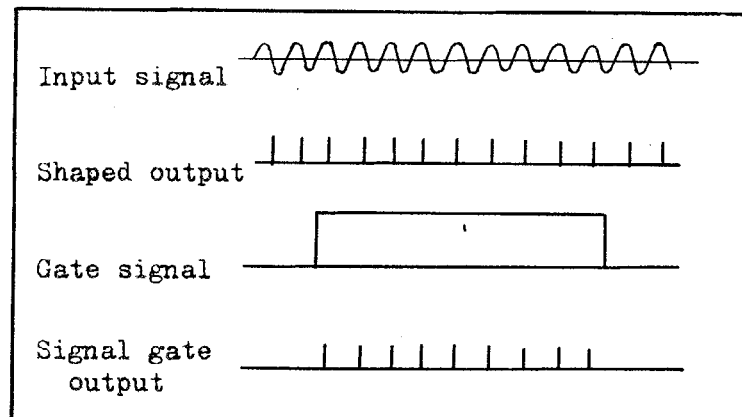 Input signal
Shaped output
Gate signal
Signal gate
output